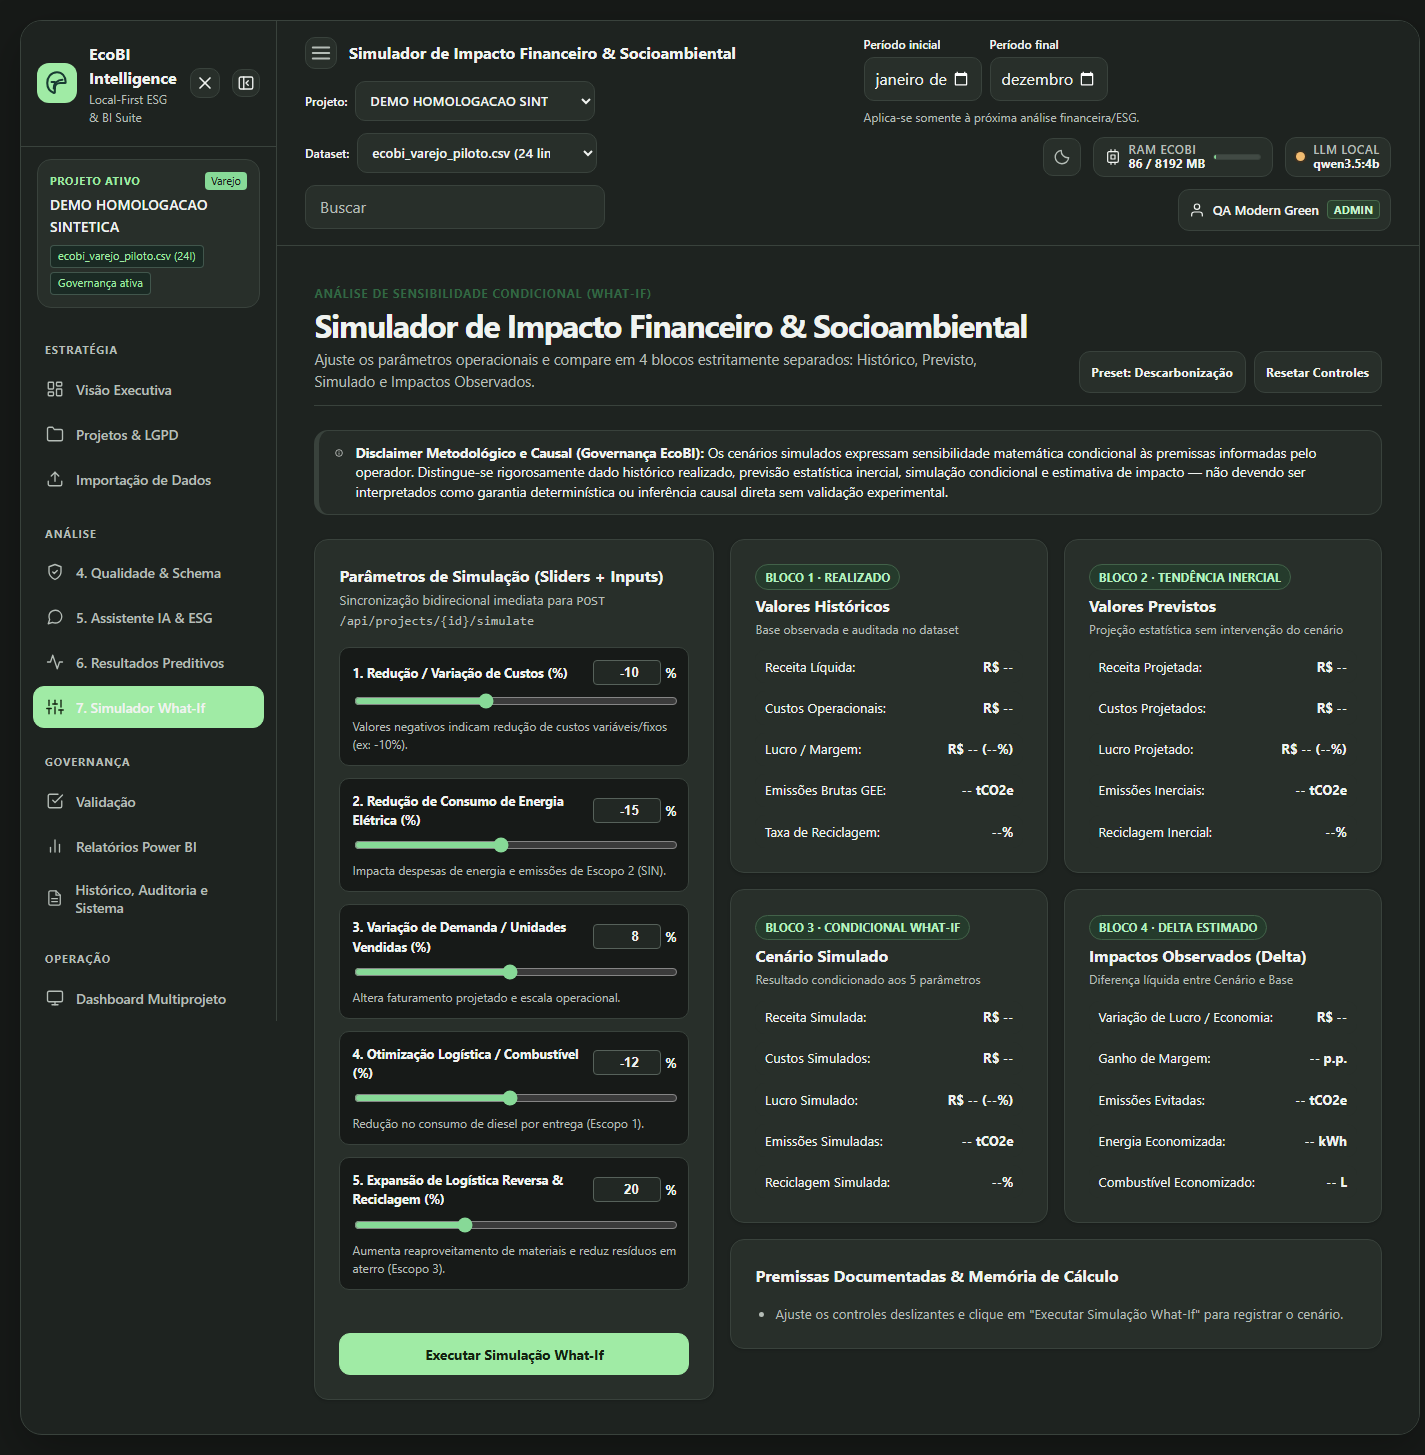 EcoBI
Intelligence
Local-First ESG
& BI Suite
PROJETO ATIVO
Varejo
DEMO HOMOLOGACAO
SINTETICA
ecobi_varejo_piloto.csv (24l)
Governança ativa
ESTRATÉGIA
Visão Executiva
Projetos & LGPD
Importação de Dados
ANÁLISE
4. Qualidade & Schema
5. Assistente IA & ESG
6. Resultados Preditivos
7. Simulador What-If
GOVERNANÇA
Validação
Relatórios Power BI
Histórico, Auditoria e
Sistema
OPERAÇÃO
Dashboard Multiprojeto
Simulador de Impacto Financeiro & Socioambiental
Projeto:
DEMO HOMOLOGACAO SINT
Dataset:
ecobi_varejo_piloto.csv (24 lin
Buscar
Período inicial
Período final
janeiro de
dezembro
Aplica-se somente à próxima análise financeira/ESG.
RAM ECOBI
86 / 8192 MB
LLM LOCAL
qwen3.5:4b
QA Modern Green
ADMIN
ANÁLISE DE SENSIBILIDADE CONDICIONAL (WHAT-IF)
Simulador de Impacto Financeiro & Socioambiental
Ajuste os parâmetros operacionais e compare em 4 blocos estritamente separados: Histórico, Previsto,
Simulado e Impactos Observados.
Preset: Descarbonização
Resetar Controles
Disclaimer Metodológico e Causal (Governança EcoBI): Os cenários simulados expressam sensibilidade matemática condicional às premissas informadas pelo
operador. Distingue-se rigorosamente dado histórico realizado, previsão estatística inercial, simulação condicional e estimativa de impacto — não devendo ser
interpretados como garantia determinística ou inferência causal direta sem validação experimental.
Parâmetros de Simulação (Sliders + Inputs)
Sincronização bidirecional imediata para POST
/api/projects/{id}/simulate
1. Redução / Variação de Custos (%)
-10 %
Valores negativos indicam redução de custos variáveis/fixos
(ex: -10%).
2. Redução de Consumo de Energia
Elétrica (%)
-15 %
Impacta despesas de energia e emissões de Escopo 2 (SIN).
3. Variação de Demanda / Unidades
Vendidas (%)
8 %
Altera faturamento projetado e escala operacional.
4. Otimização Logística / Combustível
(%)
-12 %
Redução no consumo de diesel por entrega (Escopo 1).
5. Expansão de Logística Reversa &
Reciclagem (%)
20 %
Aumenta reaproveitamento de materiais e reduz resíduos em
aterro (Escopo 3).
Executar Simulação What-If
BLOCO 1 · REALIZADO
Valores Históricos
Base observada e auditada no dataset
Receita Líquida: R$ --
Custos Operacionais: R$ --
Lucro / Margem: R$ -- (--%)
Emissões Brutas GEE: -- tCO2e
Taxa de Reciclagem: --%
BLOCO 2 · TENDÊNCIA INERCIAL
Valores Previstos
Projeção estatística sem intervenção do cenário
Receita Projetada: R$ --
Custos Projetados: R$ --
Lucro Projetado: R$ -- (--%)
Emissões Inerciais: -- tCO2e
Reciclagem Inercial: --%
BLOCO 3 · CONDICIONAL WHAT-IF
Cenário Simulado
Resultado condicionado aos 5 parâmetros
Receita Simulada: R$ --
Custos Simulados: R$ --
Lucro Simulado: R$ -- (--%)
Emissões Simuladas: -- tCO2e
Reciclagem Simulada: --%
BLOCO 4 · DELTA ESTIMADO
Impactos Observados (Delta)
Diferença líquida entre Cenário e Base
Variação de Lucro / Economia: R$ --
Ganho de Margem: -- p.p.
Emissões Evitadas: -- tCO2e
Energia Economizada: -- kWh
Combustível Economizado: -- L
Premissas Documentadas & Memória de Cálculo
• Ajuste os controles deslizantes e clique em "Executar Simulação What-If" para registrar o cenário.